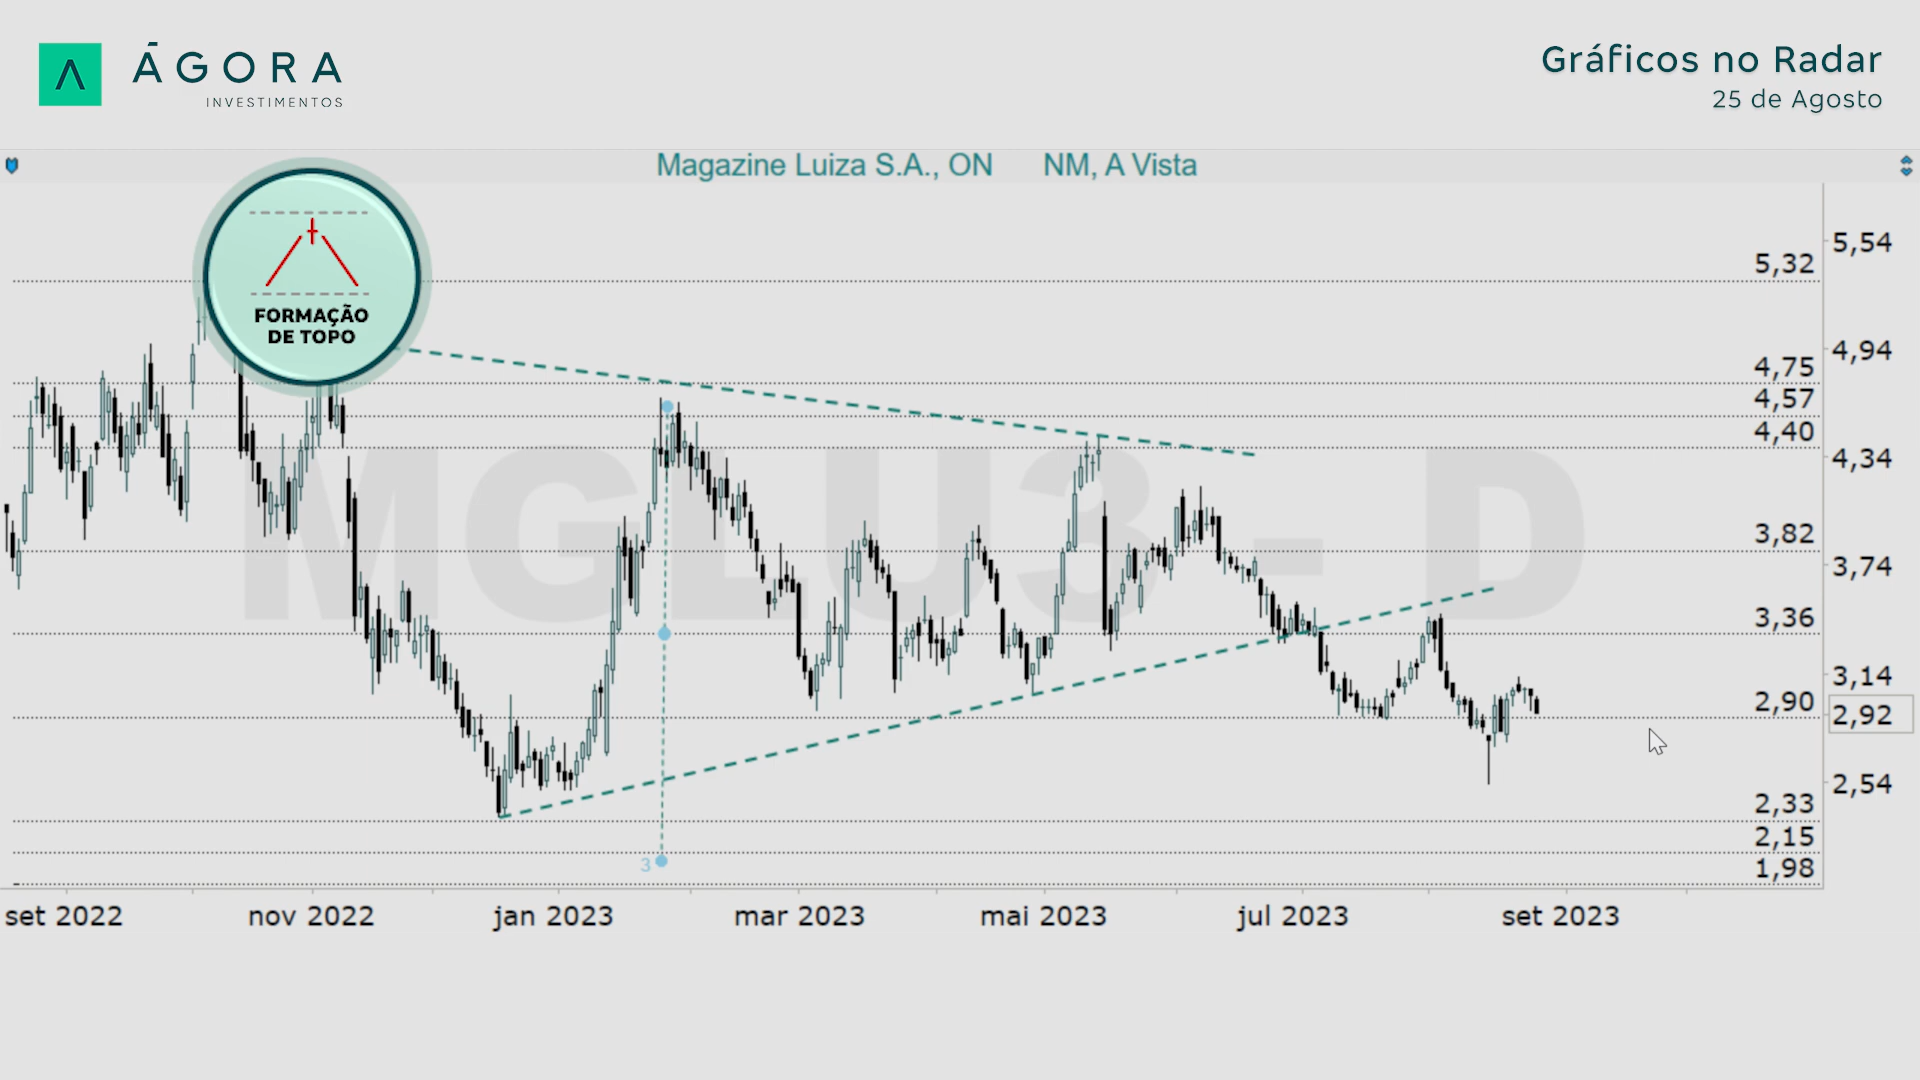 ÁGORA
INVESTIMENTOS
Gráficos no Radar
25 de Agosto
Magazine Luiza S.A., ON NM, A Vista
FORMAÇÃO
DE TOPO
MGLU3 - D
5,32
4,75
4,57
4,40
3,82
3,36
2,90
2,33
2,15
1,98
5,54
4,94
4,34
3,74
3,14
2,92
2,54
3
set 2022 nov 2022 jan 2023 mar 2023 mai 2023 jul 2023 set 2023